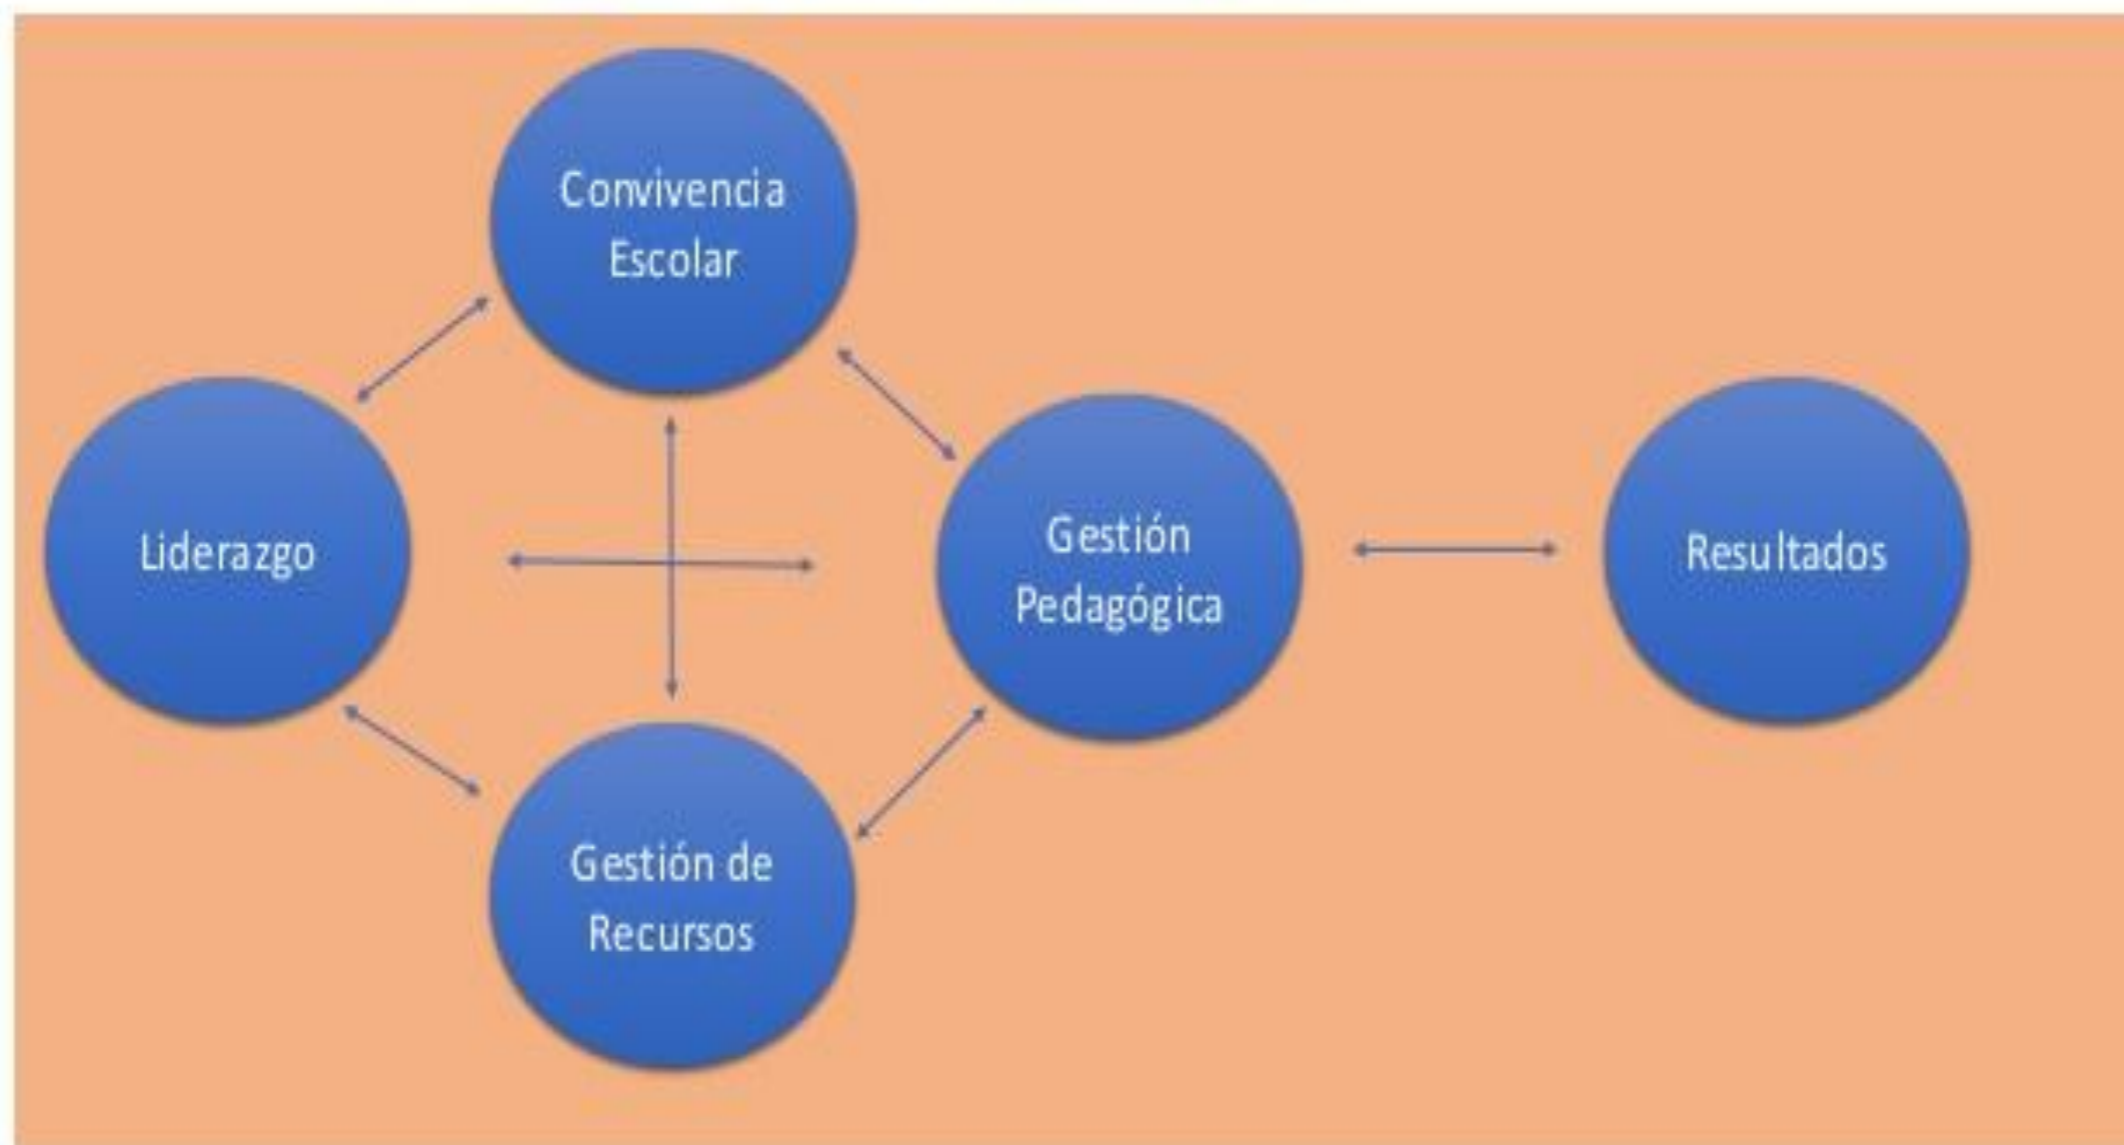 Convivencia
Escolar
Liderazgo
Gestión
Pedagógica
Resultados
Gestión de
Recursos